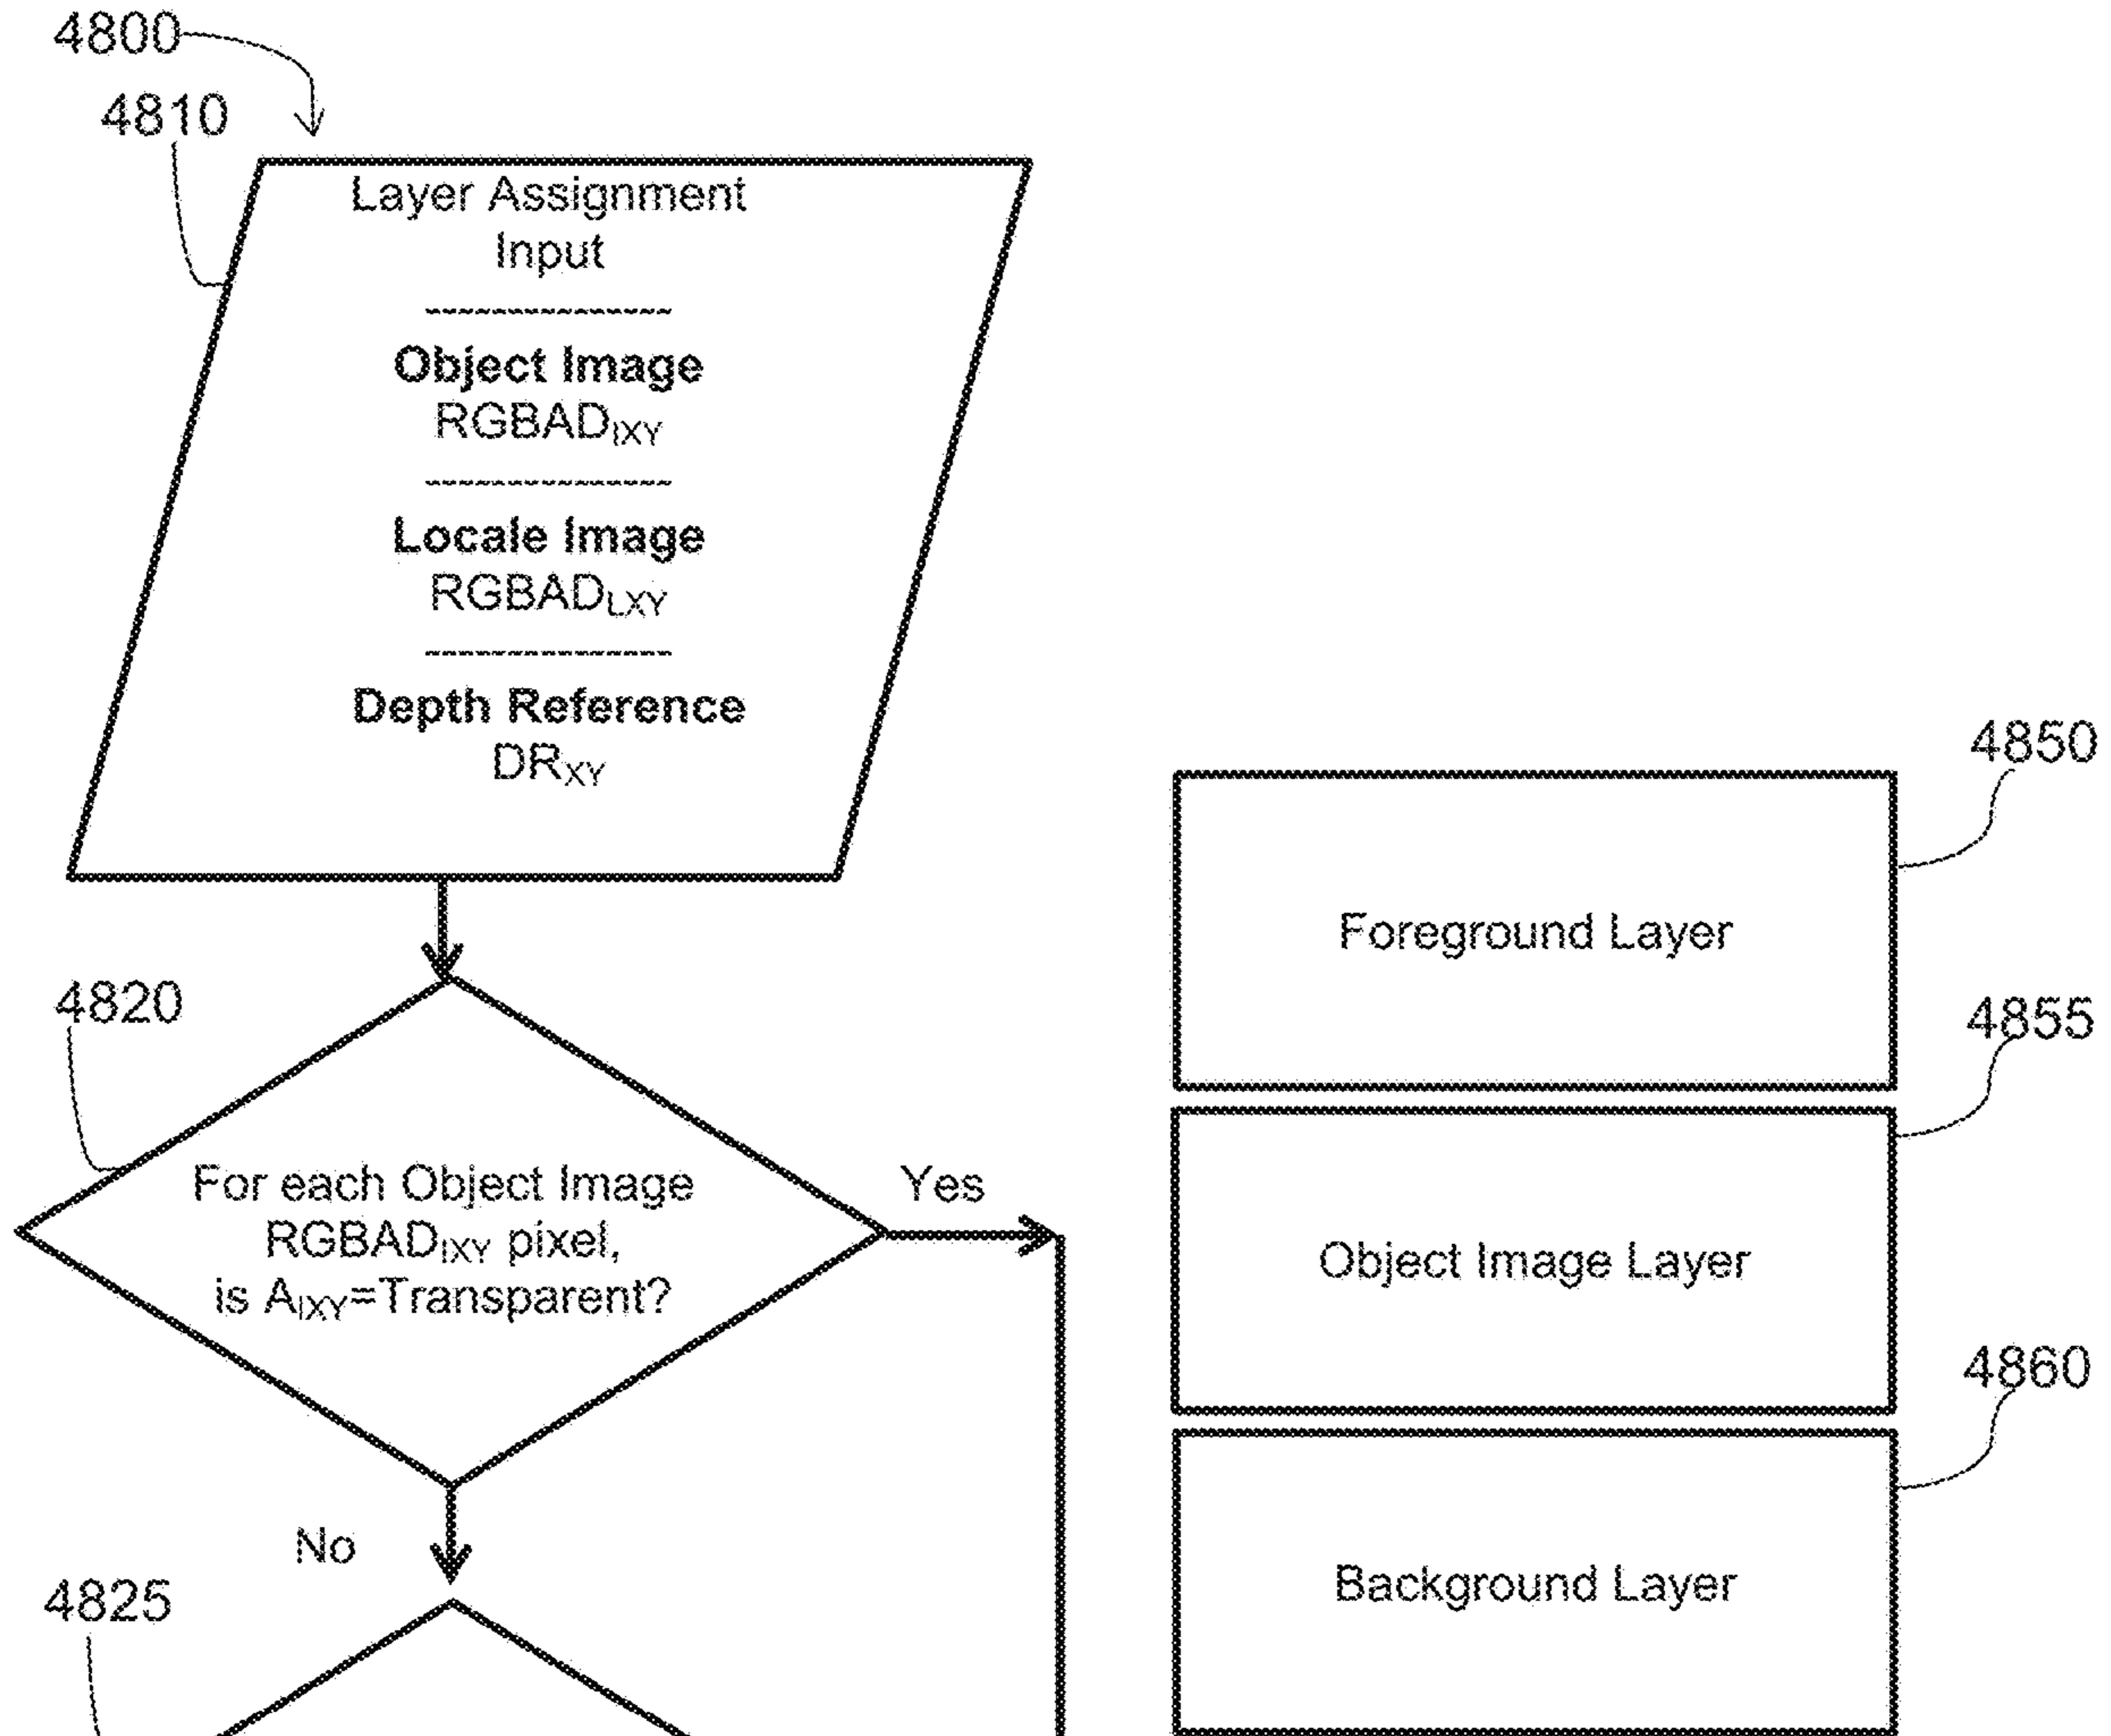 4800
4810
Layer Assignment
Input
---------------
Object Image
RGBAD_IXY
---------------
Locale Image
RGBAD_LXY
---------------
Depth Reference
DR_XY
4850
Foreground Layer
4820
4855
For each Object Image
RGBAD_IXY pixel,
is A_IXY=Transparent?
Yes
Object Image Layer
4860
No
Background Layer
4825